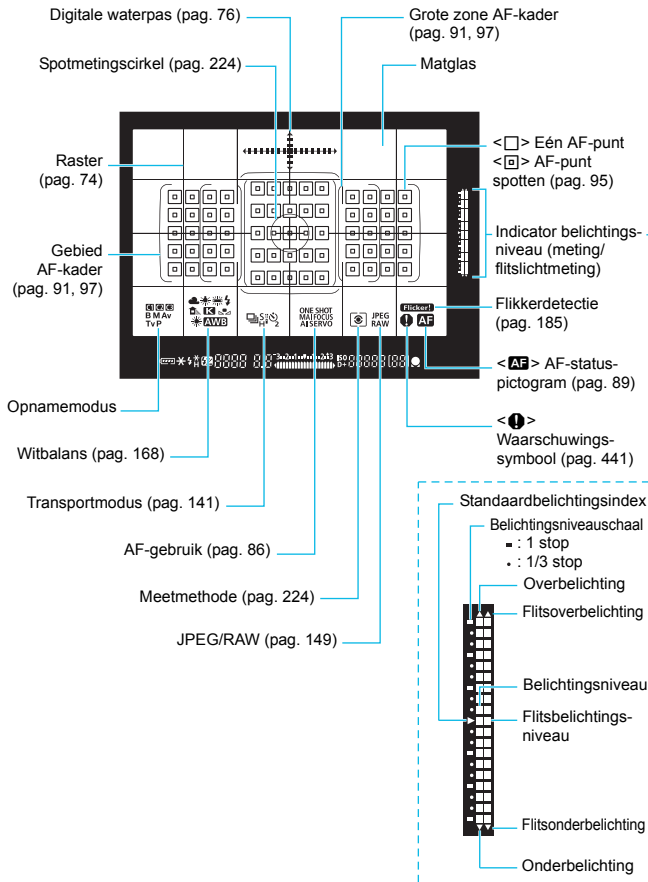 Digitale waterpas (pag. 76)
Grote zone AF-kader
(pag. 91, 97)
Spotmetingscirkel (pag. 224)
Matglas
<□> Eén AF-punt
<⊡> AF-punt
spotten (pag. 95)
Raster
(pag. 74)
Indicator belichtings-
niveau (meting/
flitslichtmeting)
Gebied
AF-kader
(pag. 91, 97)
Flikkerdetectie
(pag. 185)
B M Av
Tv P
K
AWB
S
H
2
ONE SHOT
MAI FOCUS
AI SERVO
JPEG
RAW
Flicker!
AF
<AF> AF-status-
pictogram (pag. 89)
Opnamemodus
<!>
Waarschuwings-
symbool (pag. 441)
Witbalans (pag. 168)
Transportmodus (pag. 141)
AF-gebruik (pag. 86)
Meetmethode (pag. 224)
JPEG/RAW (pag. 149)
Standaardbelichtingsindex
Belichtingsniveauschaal
: 1 stop
: 1/3 stop
Overbelichting
Flitsoverbelichting
Belichtingsniveau
Flitsbelichtings-
niveau
Flitsonderbelichting
Onderbelichting